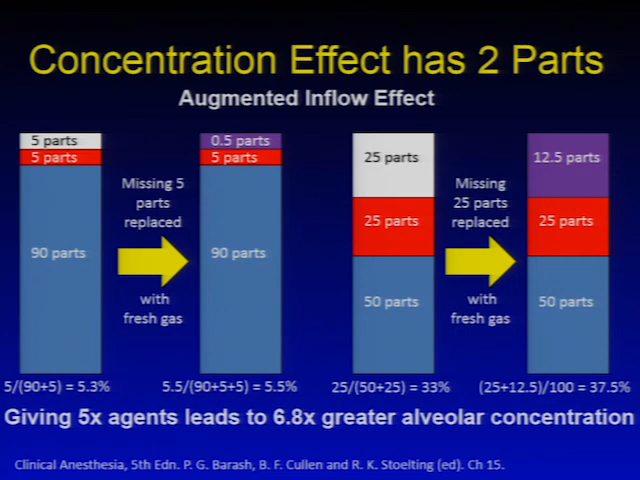 Concentration Effect has 2 Parts
Augmented Inflow Effect
5 parts
5 parts
90 parts
Missing 5
parts
replaced
with
fresh gas
0.5 parts
5 parts
90 parts
25 parts
25 parts
50 parts
Missing
25 parts
replaced
with
fresh gas
12.5 parts
25 parts
50 parts
5/(90+5) = 5.3%
5.5/(90+5+5) = 5.5%
25/(50+25) = 33%
(25+12.5)/100 = 37.5%
Giving 5x agents leads to 6.8x greater alveolar concentration
Clinical Anesthesia, 5th Edn. P. G. Barash, B. F. Cullen and R. K. Stoelting (ed). Ch 15.